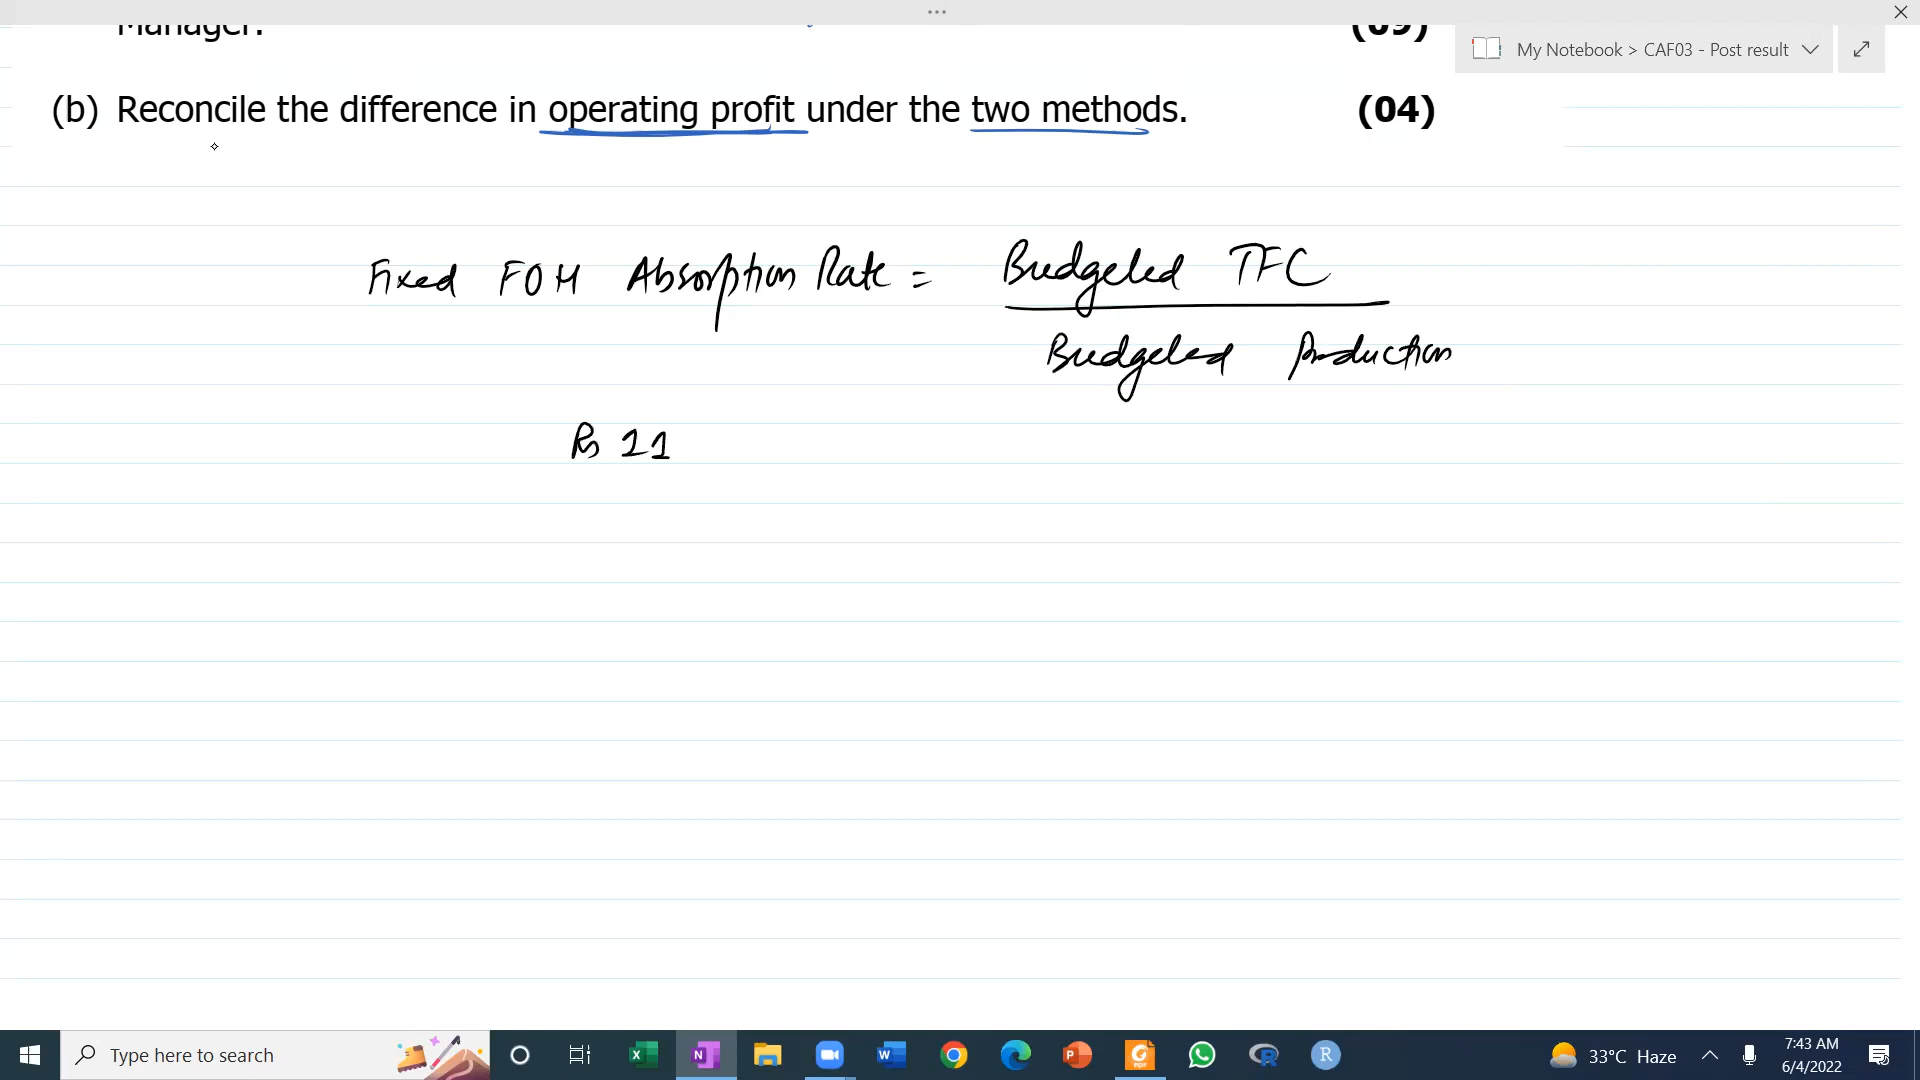 Manager. (09)
My Notebook > CAF03 - Post result
(b) Reconcile the difference in operating profit under the two methods. (04)
Fixed FOH Absorption Rate = Budgeted TFC
Budgeted Production
Rs 11
Type here to search
33°C Haze
7:43 AM
6/4/2022